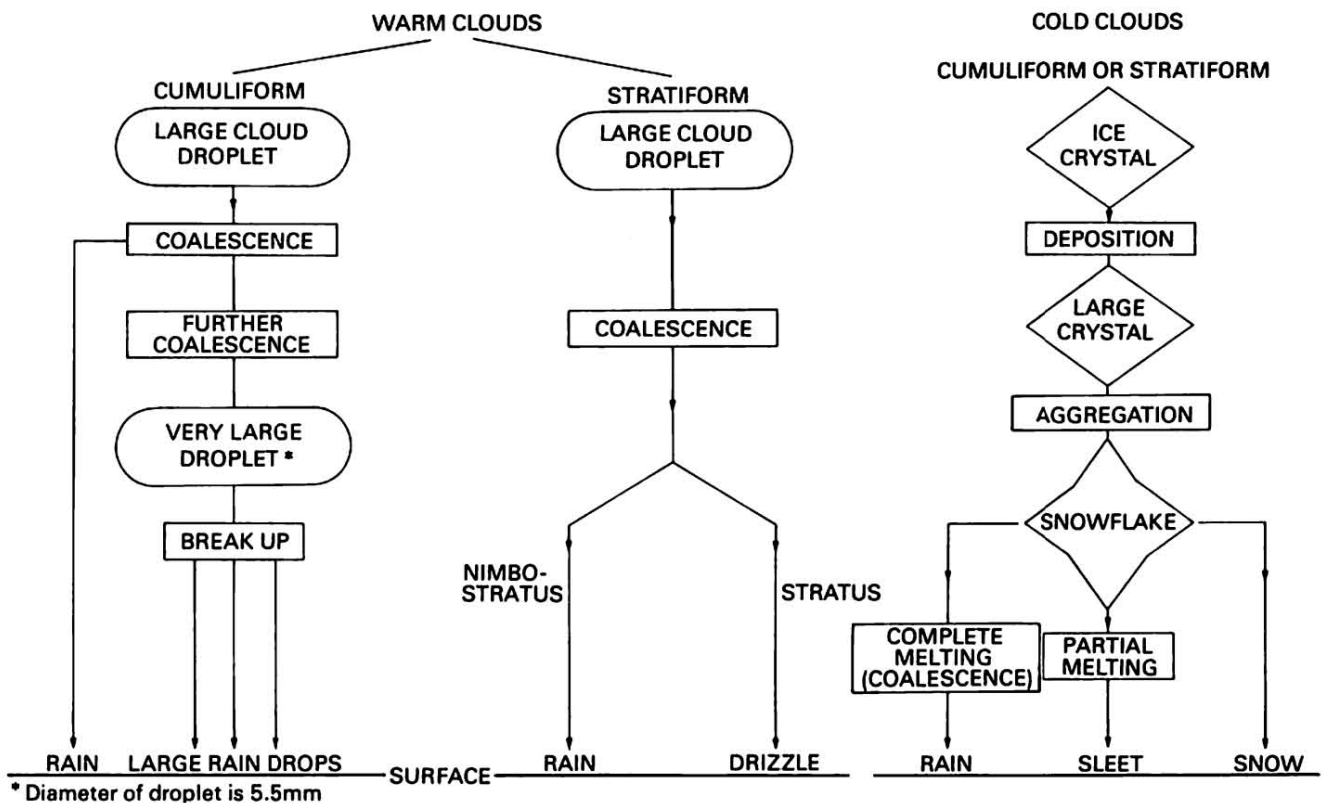 WARM CLOUDS
CUMULIFORM
LARGE CLOUD
DROPLET
COALESCENCE
FURTHER
COALESCENCE
VERY LARGE
DROPLET *
BREAK UP
RAIN
LARGE RAIN DROPS
STRATIFORM
LARGE CLOUD
DROPLET
COALESCENCE
NIMBO-
STRATUS
STRATUS
RAIN
DRIZZLE
SURFACE
COLD CLOUDS
CUMULIFORM OR STRATIFORM
ICE
CRYSTAL
DEPOSITION
LARGE
CRYSTAL
AGGREGATION
SNOWFLAKE
COMPLETE
MELTING
(COALESCENCE)
PARTIAL
MELTING
RAIN
SLEET
SNOW
* Diameter of droplet is 5.5mm